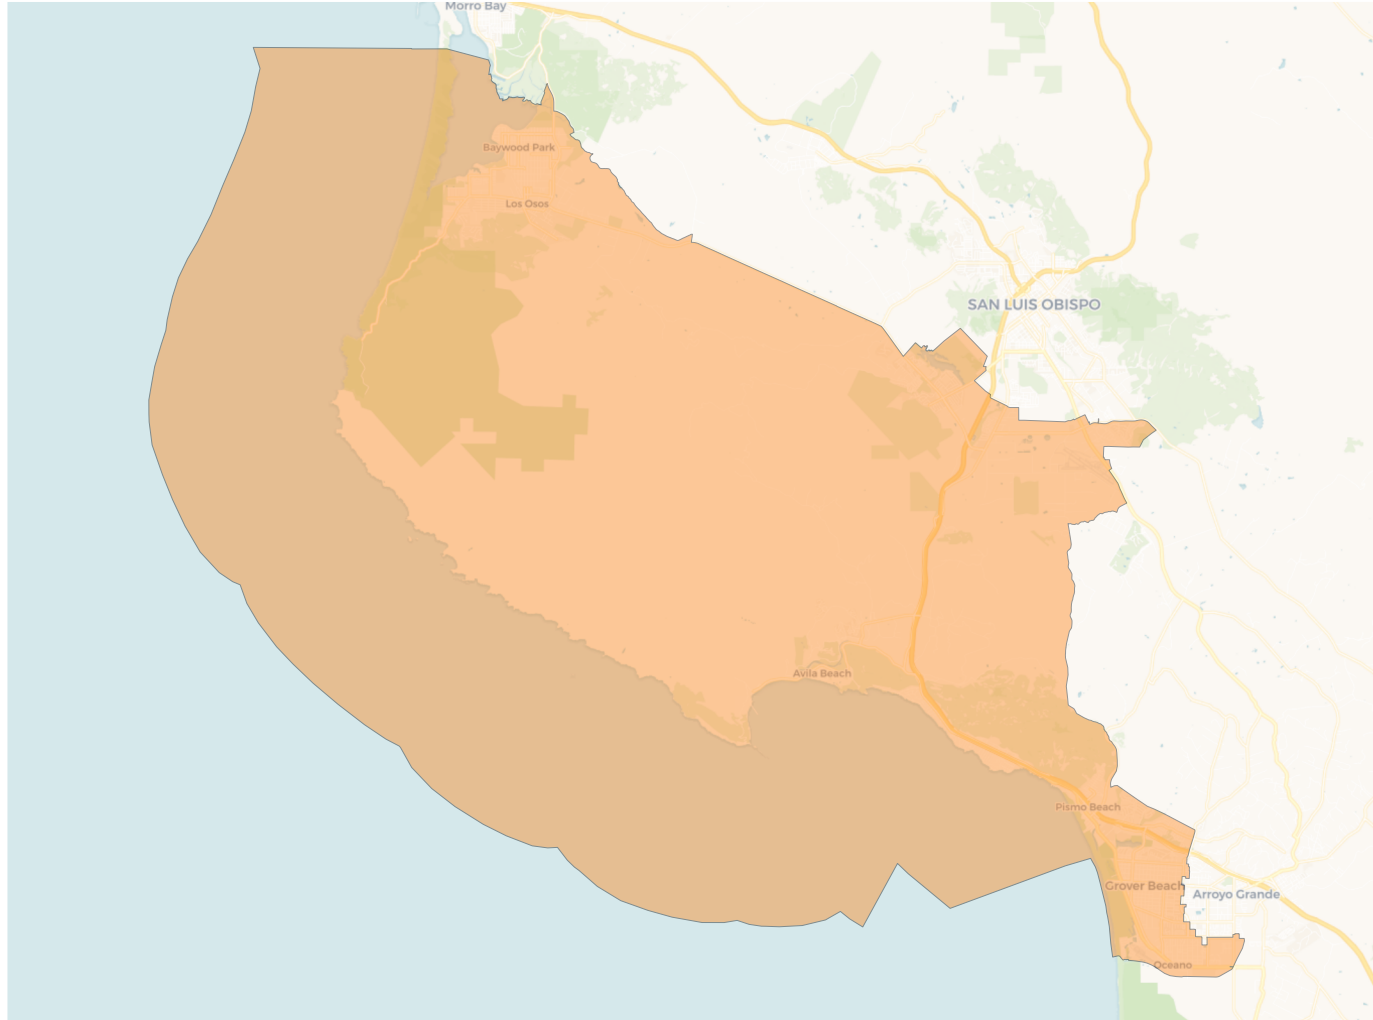 Morro Bay
Baywood Park
Los Osos
SAN LUIS OBISPO
Avila Beach
Pismo Beach
Grover Beach
Arroyo Grande
Oceano